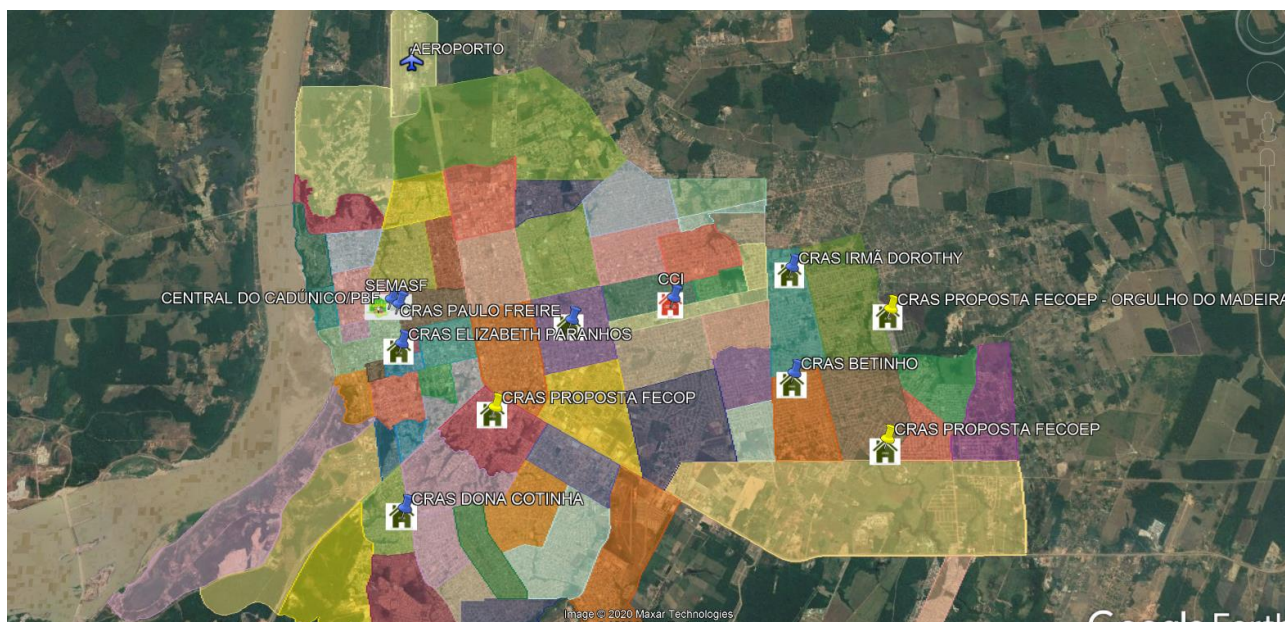 AEROPORTO
CRAS IRMÃ DOROTHY
SEMASF
CCI
CENTRAL DO CADÚNICO/PBF
CRAS PROPOSTA FECOEP - ORGULHO DO MADEIRA
CRAS PAULO FREIRE
CRAS ELIZABETH PARANHOS
CRAS BETINHO
CRAS PROPOSTA FECOP
CRAS PROPOSTA FECOEP
CRAS DONA COTINHA
Image © 2020 Maxar Technologies
Google Earth